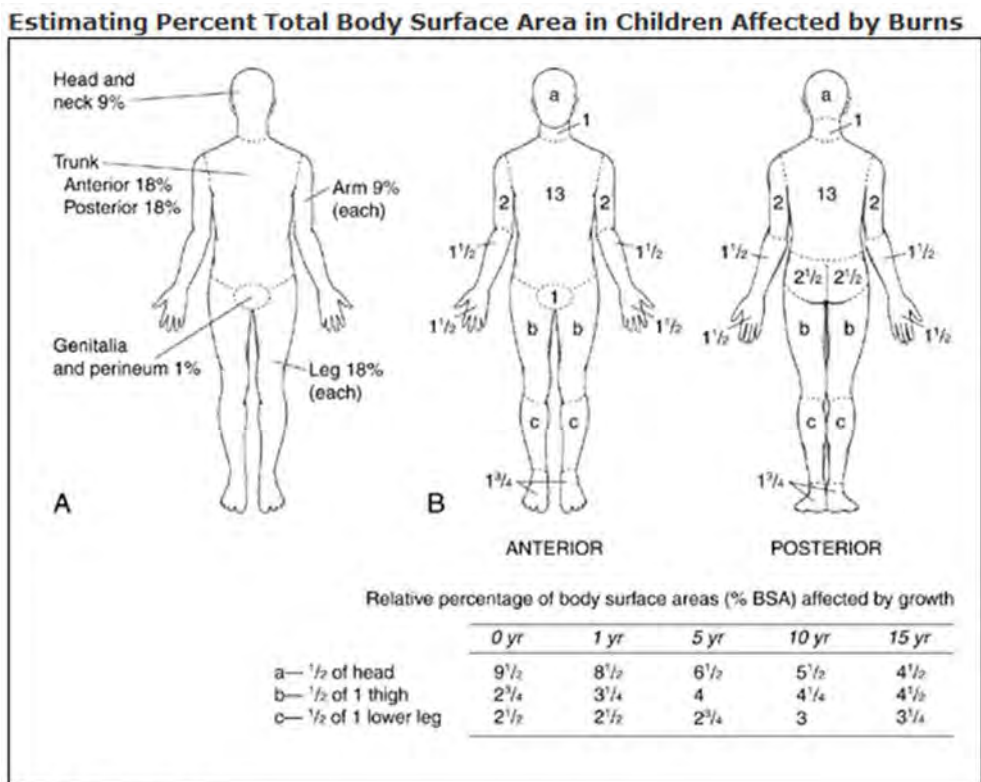 Estimating Percent Total Body Surface Area in Children Affected by Burns
Head and
neck 9%
Trunk
Anterior 18%
Posterior 18%
Arm 9%
(each)
Genitalia
and perineum 1%
Leg 18%
(each)
A
a
1
13
2
2
1½
1½
1½
1½
1
b
b
c
c
1¾
B
ANTERIOR
a
1
13
2
2
1½
1½
2½
2½
1½
1½
b
b
c
c
1¾
POSTERIOR
Relative percentage of body surface areas (% BSA) affected by growth
0 yr 1 yr 5 yr 10 yr 15 yr
a— ½ of head 9½ 8½ 6½ 5½ 4½
b— ½ of 1 thigh 2¾ 3¼ 4 4¼ 4½
c— ½ of 1 lower leg 2½ 2½ 2¾ 3 3¼